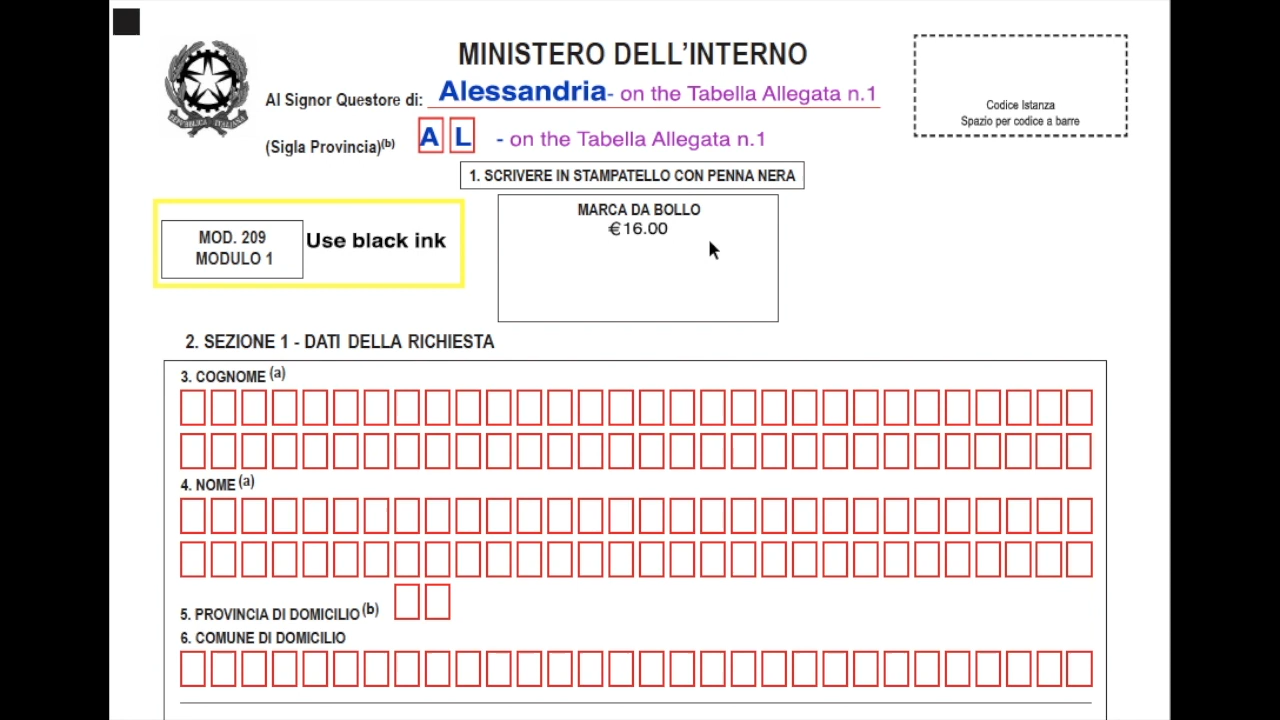 MINISTERO DELL'INTERNO
Al Signor Questore di: Alessandria- on the Tabella Allegata n.1
(Sigla Provincia)(b) A L - on the Tabella Allegata n.1
Codice Istanza
Spazio per codice a barre
REPVBBLICA ITALIANA
1. SCRIVERE IN STAMPATELLO CON PENNA NERA
MOD. 209
MODULO 1
Use black ink
MARCA DA BOLLO
€16.00
2. SEZIONE 1 - DATI DELLA RICHIESTA
3. COGNOME (a)
4. NOME (a)
5. PROVINCIA DI DOMICILIO (b)
6. COMUNE DI DOMICILIO